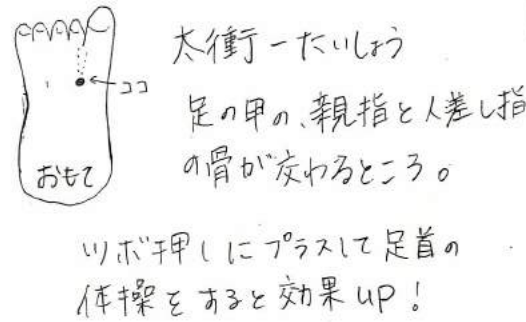 太衝ーたいしょう
ココ
足の甲の、親指と人差し指
の骨が交わるところ。
おもて
ツボ押しにプラスして足首の
体操をすると効果UP!